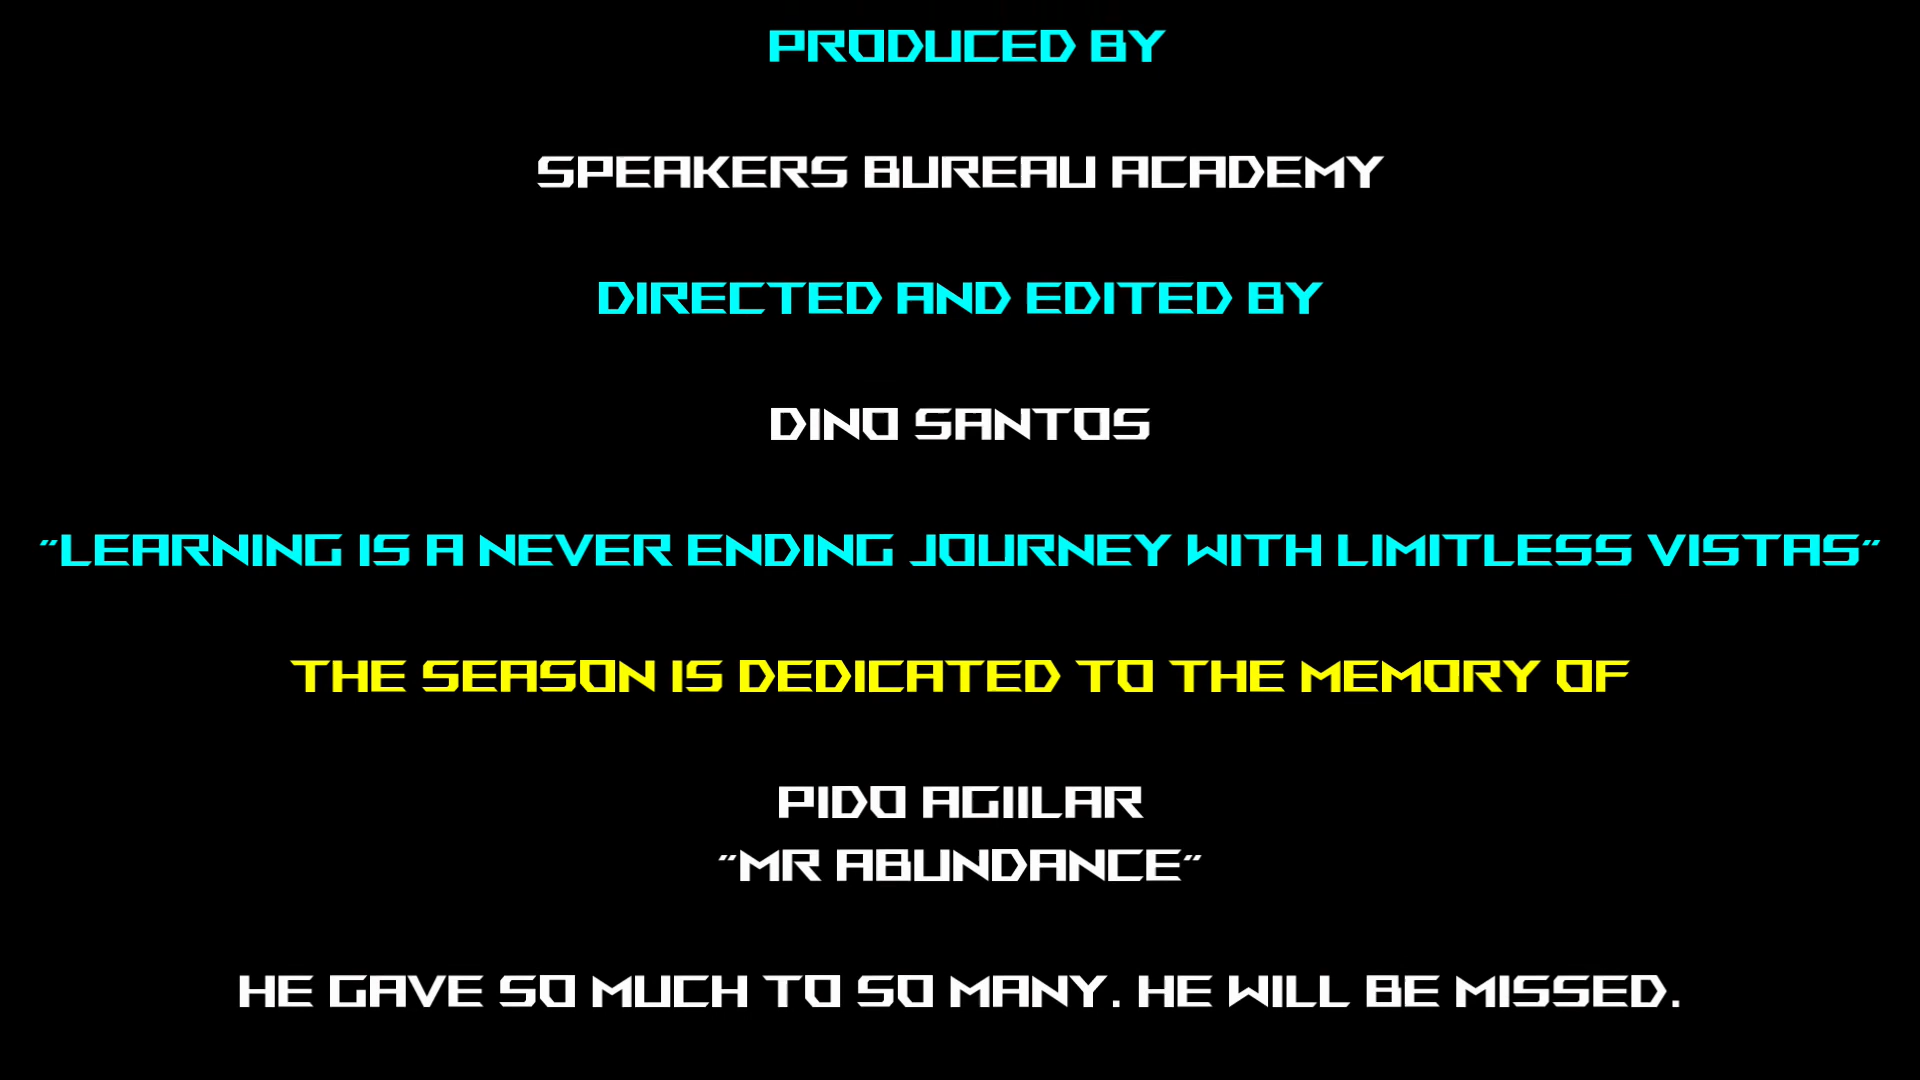 PRODUCED BY
SPEAKERS BUREAU ACADEMY
DIRECTED AND EDITED BY
DINO SANTOS
"LEARNING IS A NEVER ENDING JOURNEY WITH LIMITLESS VISTAS"
THE SEASON IS DEDICATED TO THE MEMORY OF
PIDO AGIILAR
"MR ABUNDANCE"
HE GAVE SO MUCH TO SO MANY. HE WILL BE MISSED.